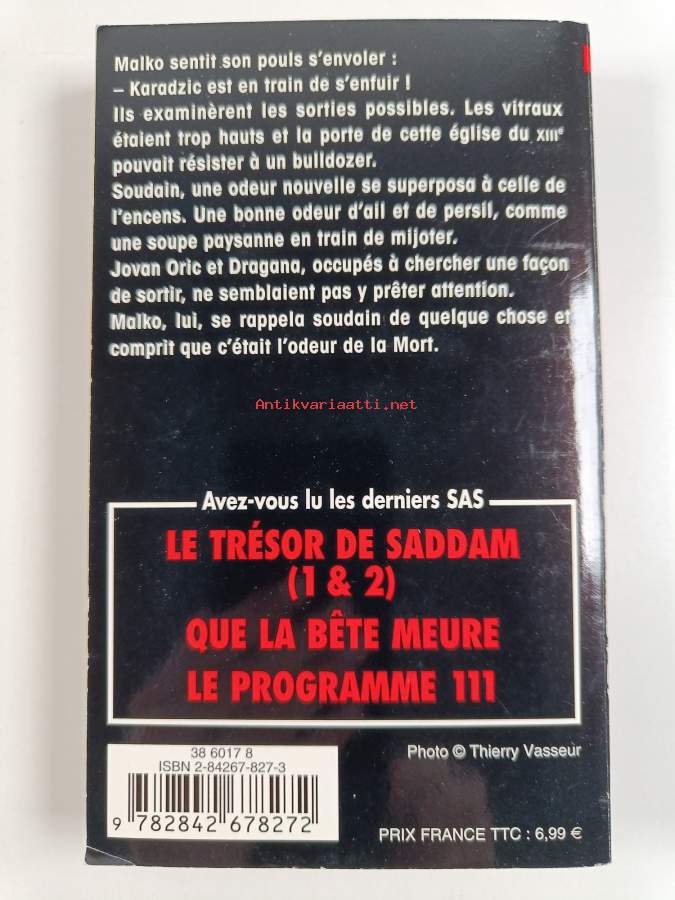 Malko sentit son pouls s'envoler :
– Karadzic est en train de s'enfuir !
Ils examinèrent les sorties possibles. Les vitraux
étaient trop hauts et la porte de cette église du XIIIe
pouvait résister à un bulldozer.
Soudain, une odeur nouvelle se superposa à celle de
l'encens. Une bonne odeur d'ail et de persil, comme
une soupe paysanne en train de mijoter.
Jovan Oric et Dragana, occupés à chercher une façon
de sortir, ne semblaient pas y prêter attention.
Malko, lui, se rappela soudain de quelque chose et
comprit que c'était l'odeur de la Mort.
Antikvariaatti.net
Avez-vous lu les derniers SAS
LE TRÉSOR DE SADDAM
(1 & 2)
QUE LA BÊTE MEURE
LE PROGRAMME 111
38 6017 8
ISBN 2-84267-827-3
9 782842 678272
Photo © Thierry Vasseur
PRIX FRANCE TTC : 6,99 €